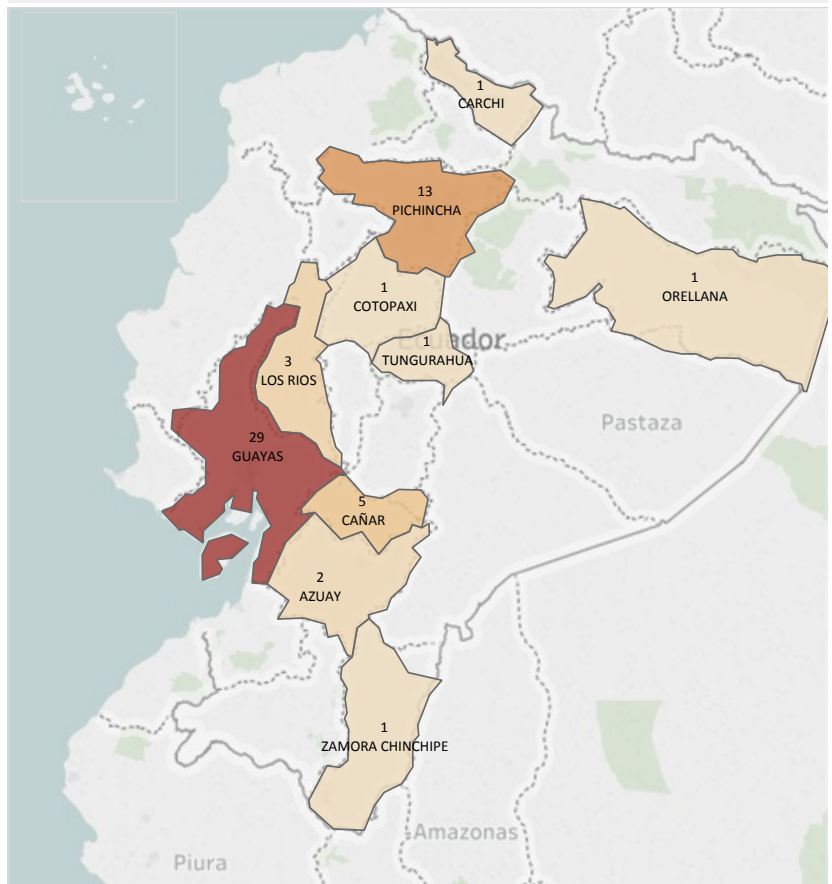 1
CARCHI
13
PICHINCHA
1
ORELLANA
1
COTOPAXI
Ecuador
1
TUNGURAHUA
3
LOS RIOS
Pastaza
29
GUAYAS
5
CAÑAR
2
AZUAY
1
ZAMORA CHINCHIPE
Amazonas
Piura